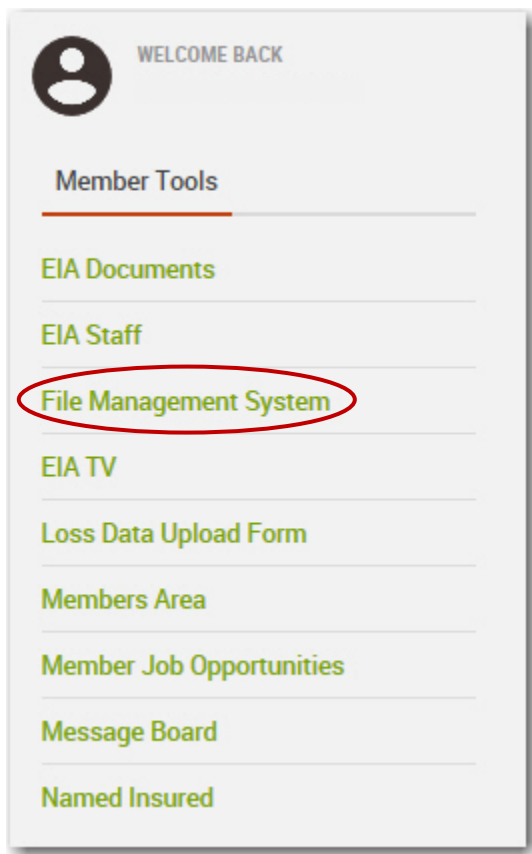 WELCOME BACK
Member Tools
EIA Documents
EIA Staff
File Management System
EIA TV
Loss Data Upload Form
Members Area
Member Job Opportunities
Message Board
Named Insured